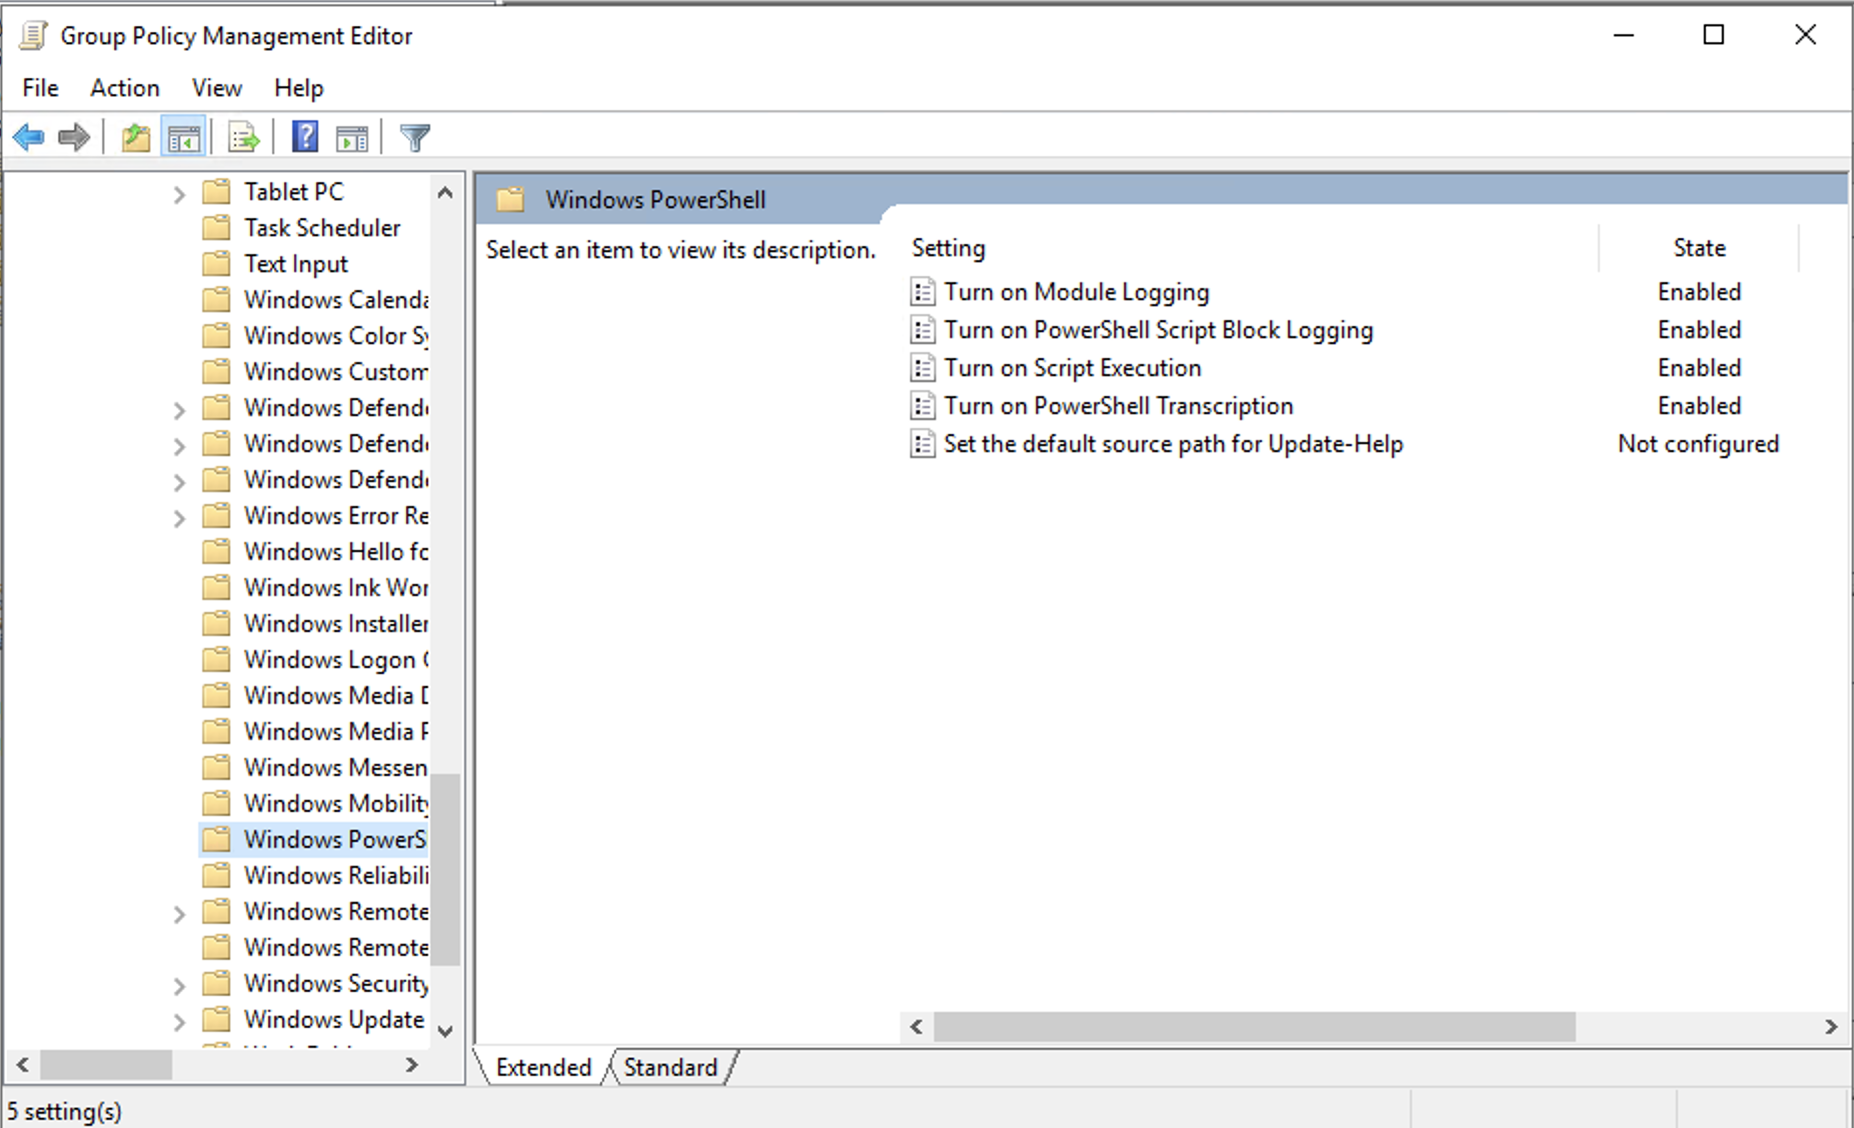 Group Policy Management Editor
File Action View Help
Tablet PC
Task Scheduler
Text Input
Windows Calenda
Windows Color Sy
Windows Custom
Windows Defende
Windows Defende
Windows Defende
Windows Error Re
Windows Hello fo
Windows Ink Wor
Windows Installer
Windows Logon
Windows Media
Windows Media
Windows Messen
Windows Mobility
Windows PowerS
Windows Reliabili
Windows Remote
Windows Remote
Windows Security
Windows Update
Windows PowerShell
Select an item to view its description.
Setting State
Turn on Module Logging Enabled
Turn on PowerShell Script Block Logging Enabled
Turn on Script Execution Enabled
Turn on PowerShell Transcription Enabled
Set the default source path for Update-Help Not configured
Extended Standard
5 setting(s)